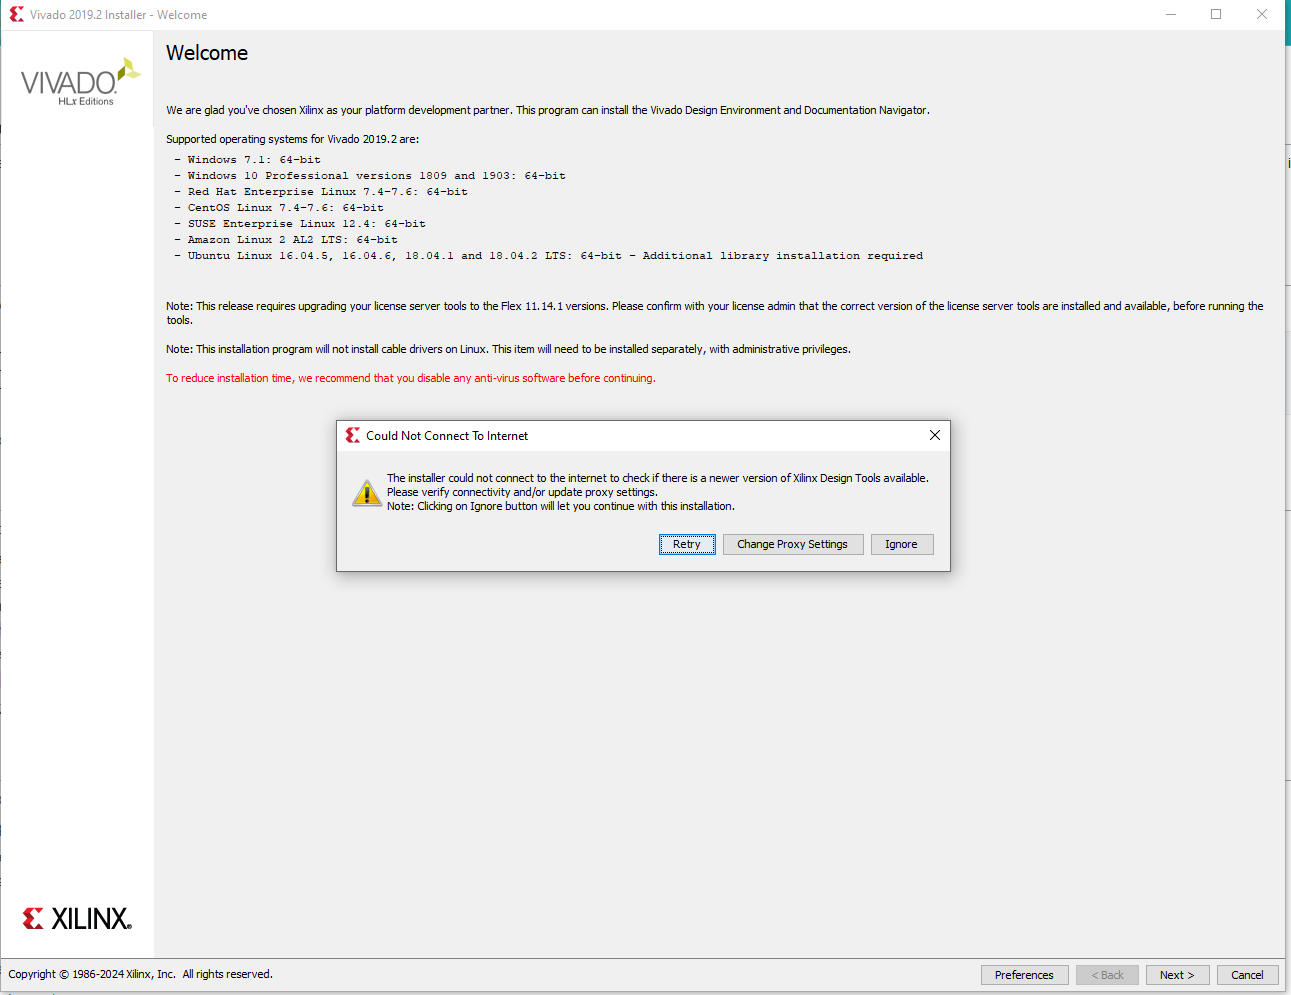 Vivado 2019.2 Installer - Welcome
VIVADO.
HLx Editions
Welcome
We are glad you've chosen Xilinx as your platform development partner. This program can install the Vivado Design Environment and Documentation Navigator.
Supported operating systems for Vivado 2019.2 are:
- Windows 7.1: 64-bit
- Windows 10 Professional versions 1809 and 1903: 64-bit
- Red Hat Enterprise Linux 7.4-7.6: 64-bit
- CentOS Linux 7.4-7.6: 64-bit
- SUSE Enterprise Linux 12.4: 64-bit
- Amazon Linux 2 AL2 LTS: 64-bit
- Ubuntu Linux 16.04.5, 16.04.6, 18.04.1 and 18.04.2 LTS: 64-bit - Additional library installation required
Note: This release requires upgrading your license server tools to the Flex 11.14.1 versions. Please confirm with your license admin that the correct version of the license server tools are installed and available, before running the
tools.
Note: This installation program will not install cable drivers on Linux. This item will need to be installed separately, with administrative privileges.
To reduce installation time, we recommend that you disable any anti-virus software before continuing.
Could Not Connect To Internet
The installer could not connect to the internet to check if there is a newer version of Xilinx Design Tools available.
Please verify connectivity and/or update proxy settings.
Note: Clicking on Ignore button will let you continue with this installation.
Retry Change Proxy Settings Ignore
XILINX®
Copyright © 1986-2024 Xilinx, Inc. All rights reserved.
Preferences < Back Next > Cancel